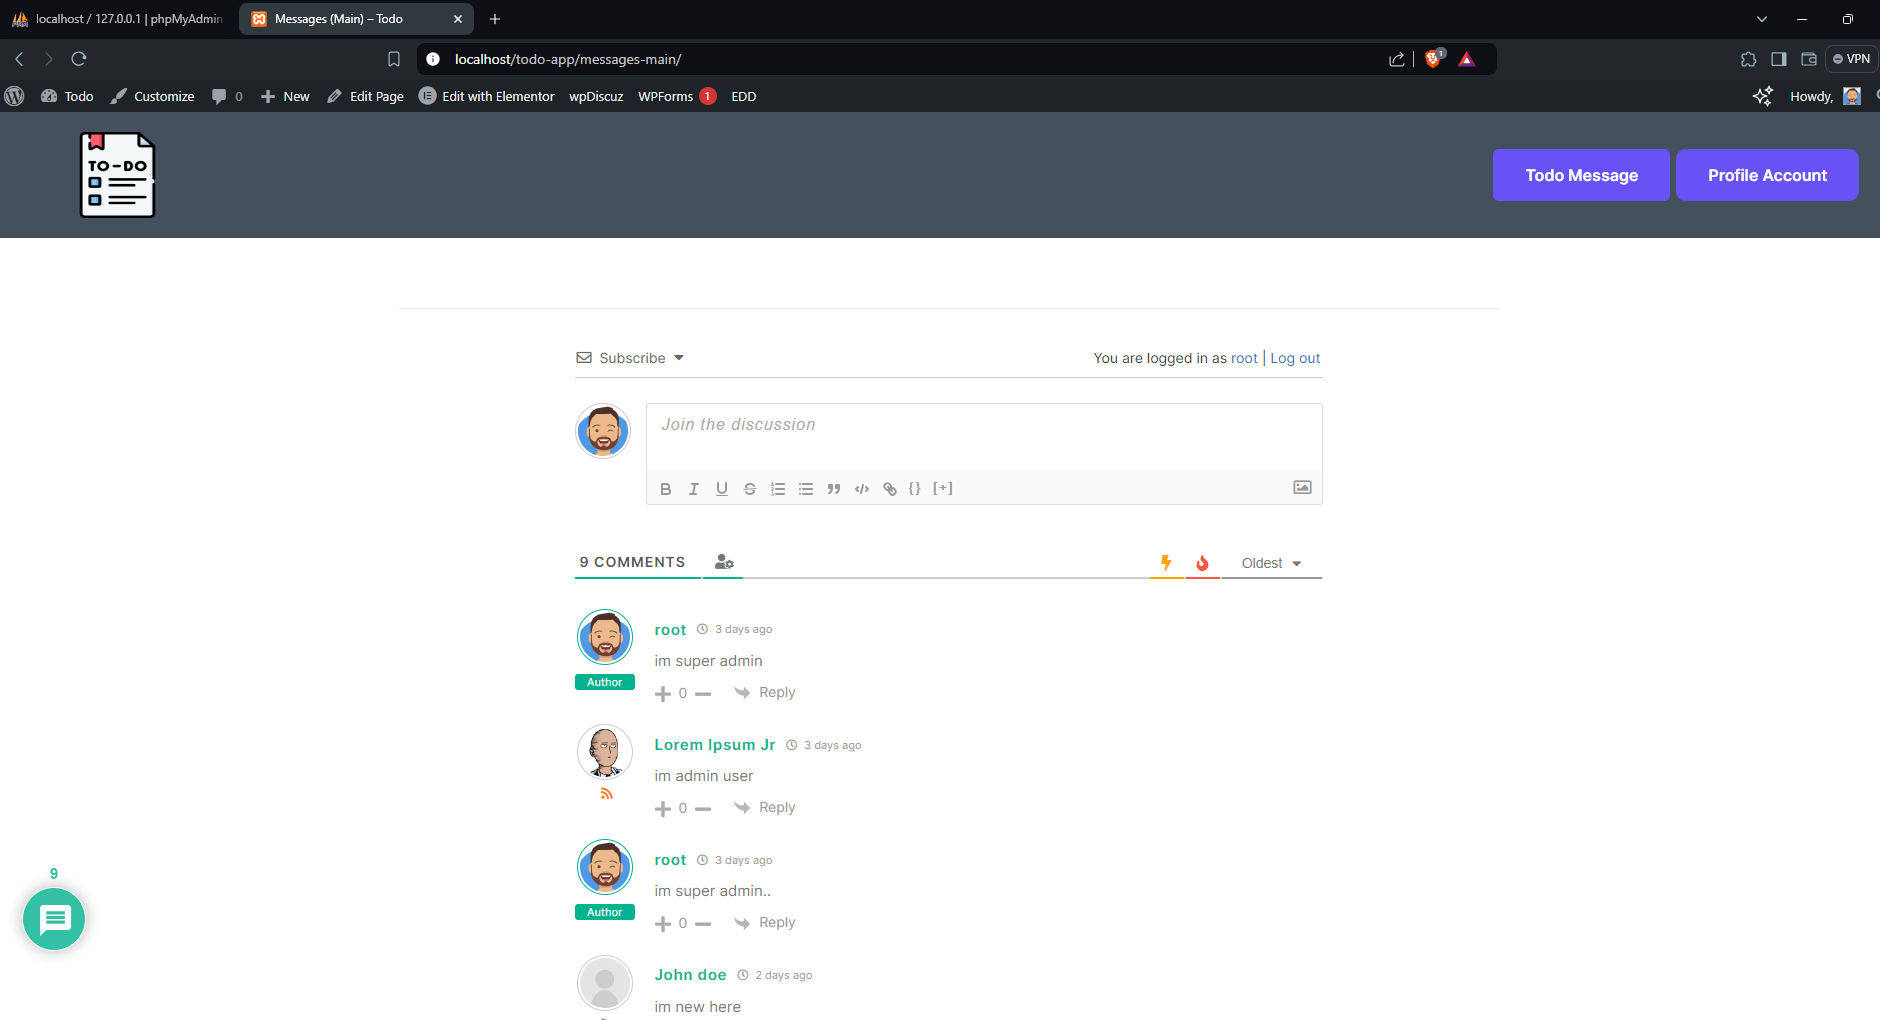 localhost / 127.0.0.1 | phpMyAdmin
Messages (Main) – Todo
localhost/todo-app/messages-main/
1
VPN
Todo
Customize
0
New
Edit Page
Edit with Elementor
wpDiscuz
WPForms 1
EDD
Howdy,
TO-DO
Todo Message
Profile Account
Subscribe
You are logged in as root | Log out
Join the discussion
B I U S {} [+]
9 COMMENTS
Oldest
root 3 days ago
im super admin
Author
0 Reply
Lorem Ipsum Jr 3 days ago
im admin user
0 Reply
root 3 days ago
im super admin..
Author
0 Reply
9
John doe 2 days ago
im new here